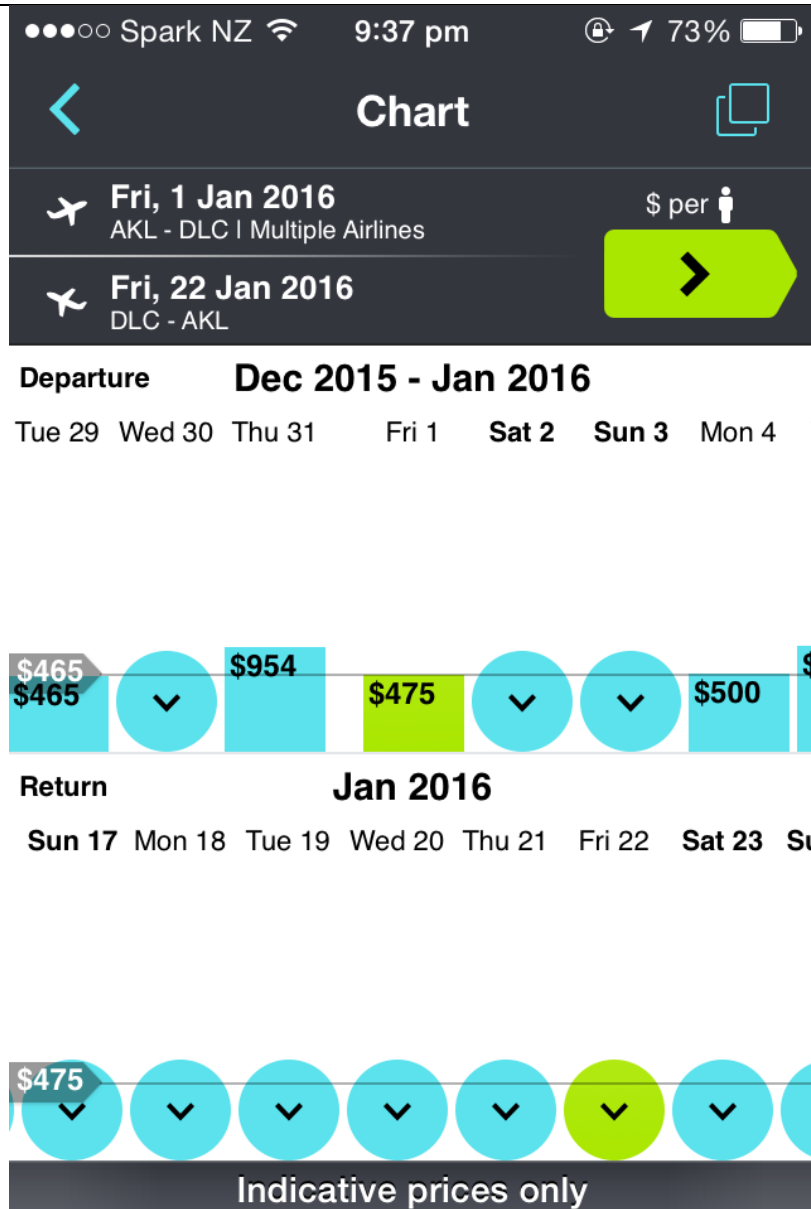 Spark NZ 9:37 pm 73%
Chart
Fri, 1 Jan 2016
AKL - DLC I Multiple Airlines
$ per
Fri, 22 Jan 2016
DLC - AKL
Departure Dec 2015 - Jan 2016
Tue 29 Wed 30 Thu 31 Fri 1 Sat 2 Sun 3 Mon 4
$465
$465 $954 $475 $500 $
Return Jan 2016
Sun 17 Mon 18 Tue 19 Wed 20 Thu 21 Fri 22 Sat 23 Su
$475
Indicative prices only